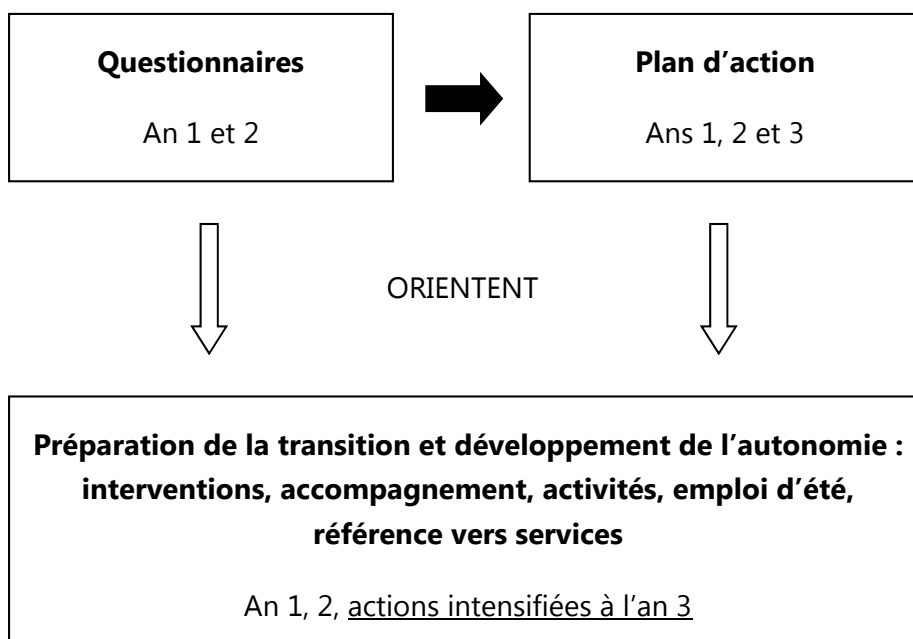 Questionnaires
An 1 et 2
Plan d’action
Ans 1, 2 et 3
ORIENTENT
Préparation de la transition et développement de l’autonomie :
interventions, accompagnement, activités, emploi d’été,
référence vers services
An 1, 2, actions intensifiées à l’an 3